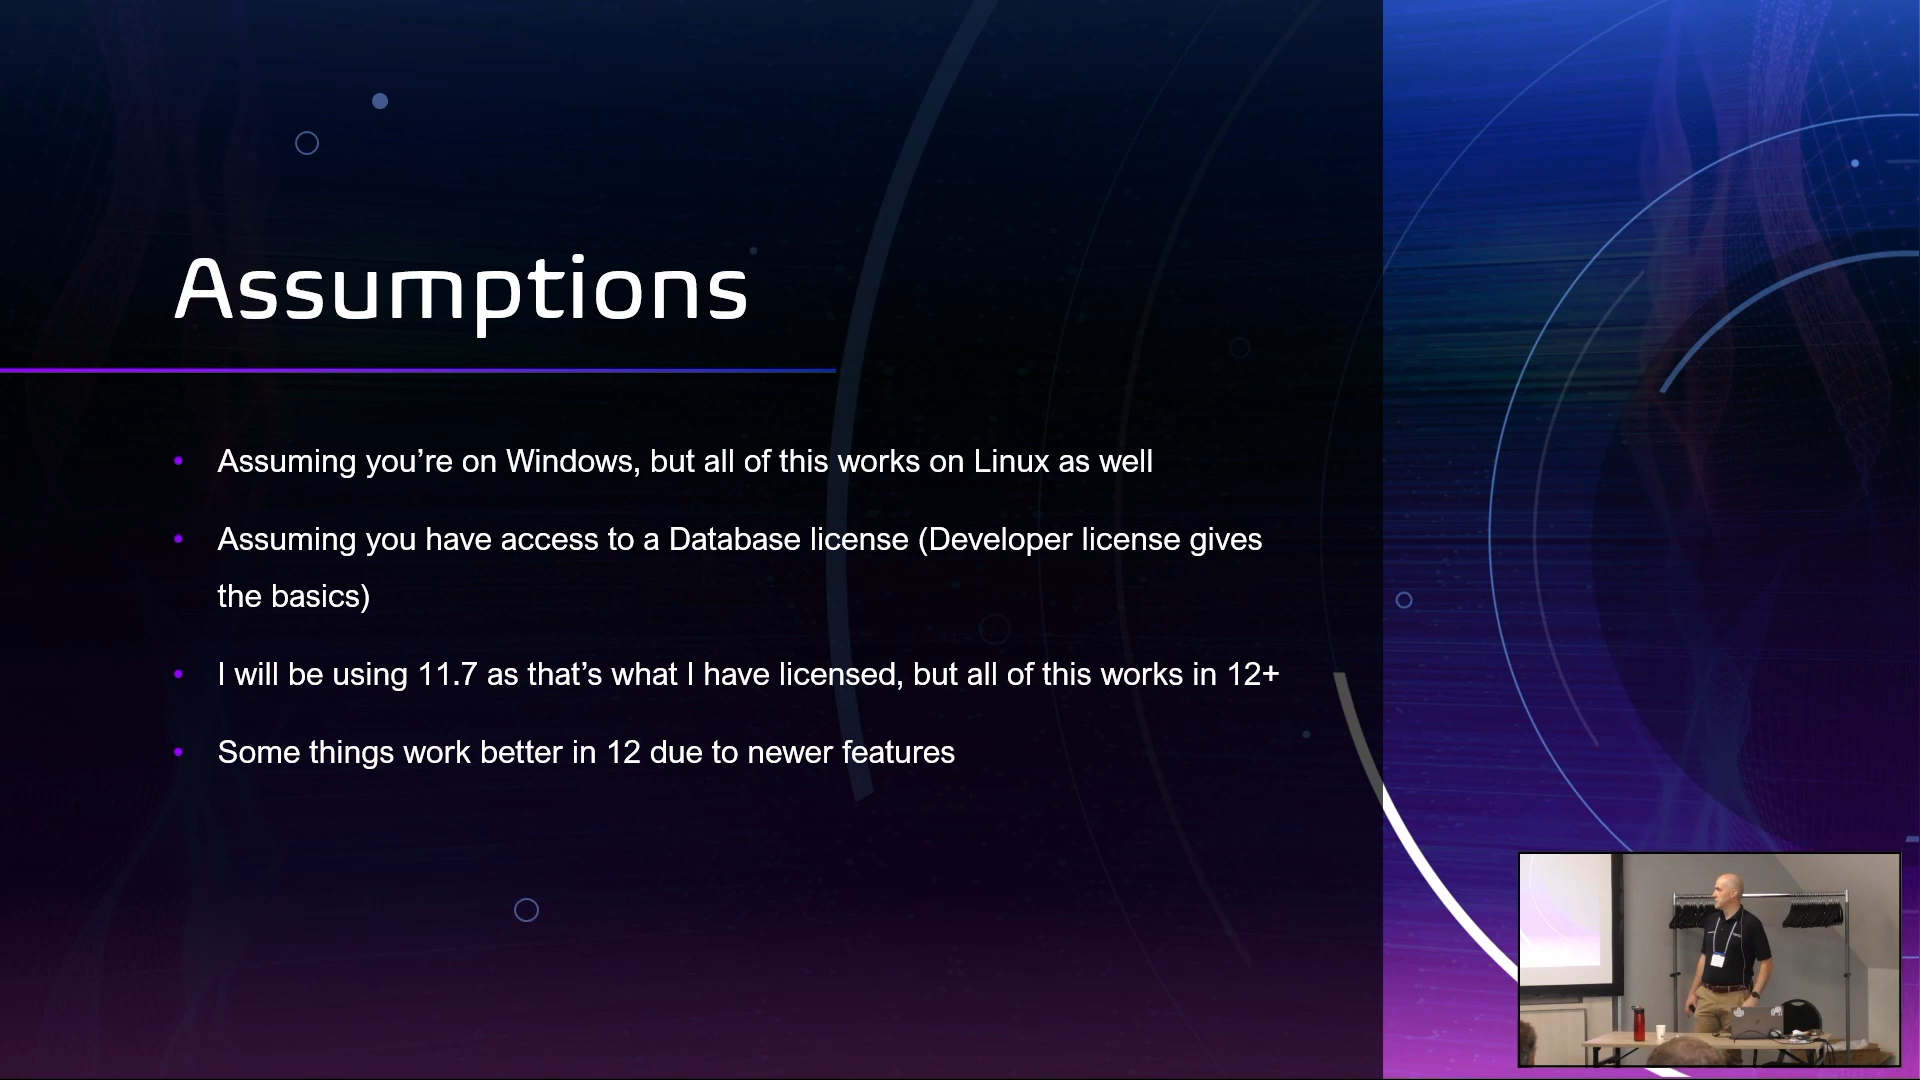 Assumptions
• Assuming you’re on Windows, but all of this works on Linux as well
• Assuming you have access to a Database license (Developer license gives
the basics)
• I will be using 11.7 as that’s what I have licensed, but all of this works in 12+
• Some things work better in 12 due to newer features